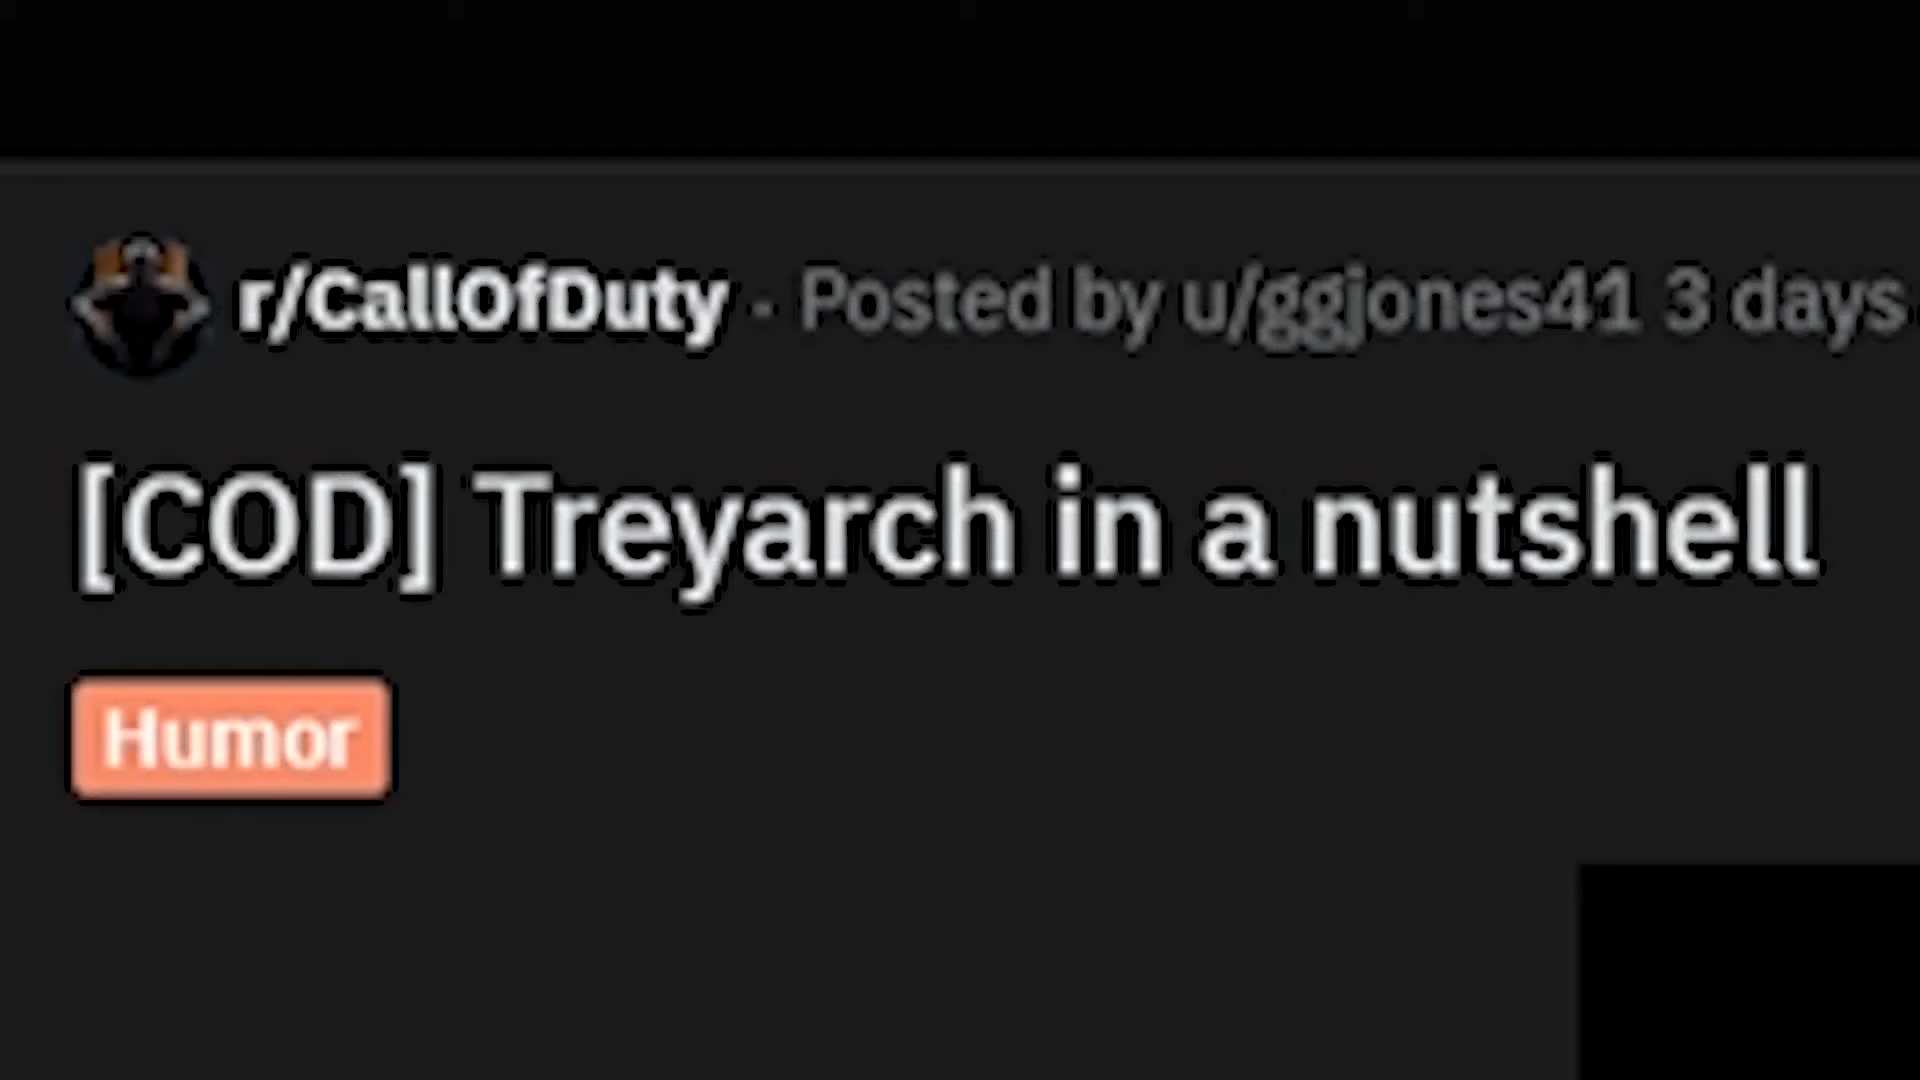 r/CallOfDuty · Posted by u/ggjones41 3 days
[COD] Treyarch in a nutshell
Humor